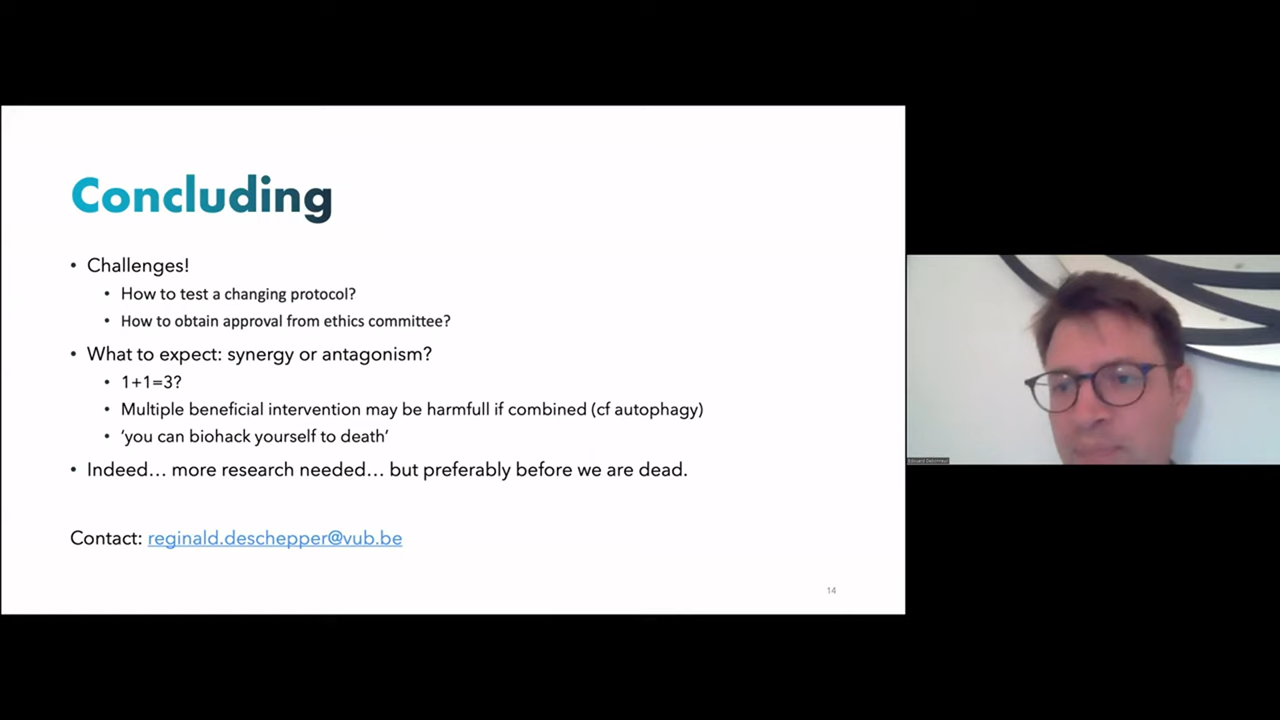 Concluding
• Challenges!
• How to test a changing protocol?
• How to obtain approval from ethics committee?
• What to expect: synergy or antagonism?
• 1+1=3?
• Multiple beneficial intervention may be harmfull if combined (cf autophagy)
• ‘you can biohack yourself to death’
• Indeed… more research needed… but preferably before we are dead.
Contact: reginald.deschepper@vub.be
14